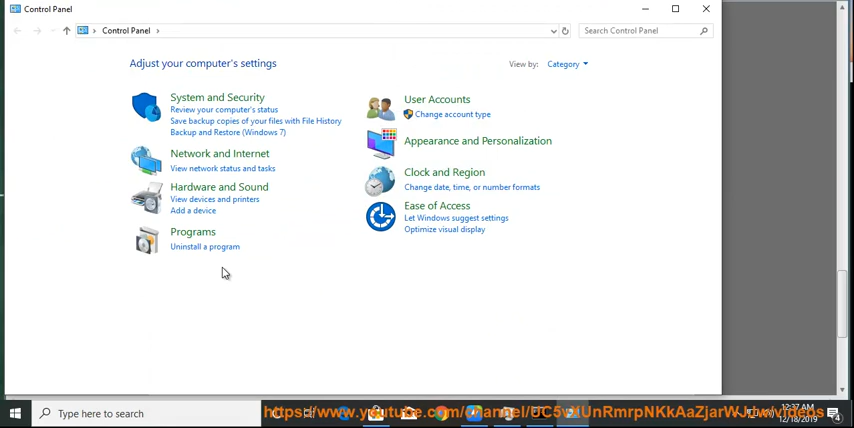 Control Panel
Control Panel
Search Control Panel
Adjust your computer's settings
View by: Category
System and Security
Review your computer's status
Save backup copies of your files with File History
Backup and Restore (Windows 7)
Network and Internet
View network status and tasks
Hardware and Sound
View devices and printers
Add a device
Programs
Uninstall a program
User Accounts
Change account type
Appearance and Personalization
Clock and Region
Change date, time, or number formats
Ease of Access
Let Windows suggest settings
Optimize visual display
Type here to search
12:37 AM
12/18/2019
4